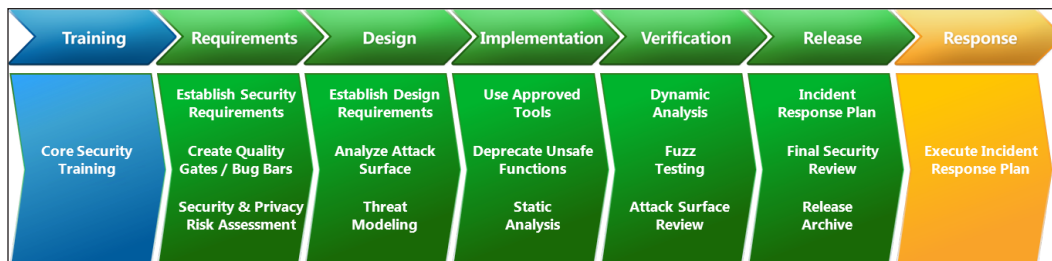 Training
Requirements
Design
Implementation
Verification
Release
Response
Core Security
Training
Establish Security
Requirements
Create Quality
Gates / Bug Bars
Security & Privacy
Risk Assessment
Establish Design
Requirements
Analyze Attack
Surface
Threat
Modeling
Use Approved
Tools
Deprecate Unsafe
Functions
Static
Analysis
Dynamic
Analysis
Fuzz
Testing
Attack Surface
Review
Incident
Response Plan
Final Security
Review
Release
Archive
Execute Incident
Response Plan